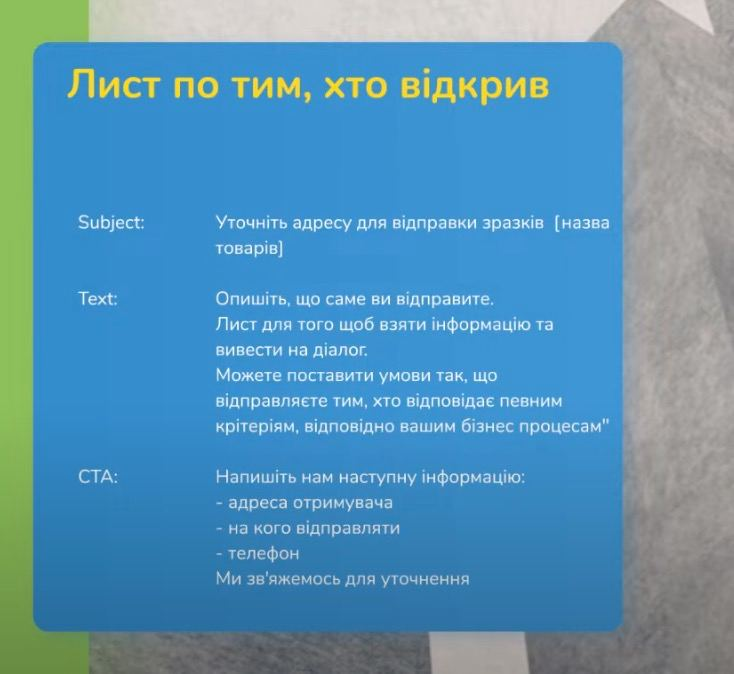 Лист по тим, хто відкрив
Subject: Уточніть адресу для відправки зразків [назва
товарів]
Text: Опишіть, що саме ви відправите.
Лист для того щоб взяти інформацію та
вивести на діалог.
Можете поставити умови так, що
відправляєте тим, хто відповідає певним
крітеріям, відповідно вашим бізнес процесам"
CTA: Напишіть нам наступну інформацію:
- адреса отримувача
- на кого відправляти
- телефон
Ми зв'яжемось для уточнення